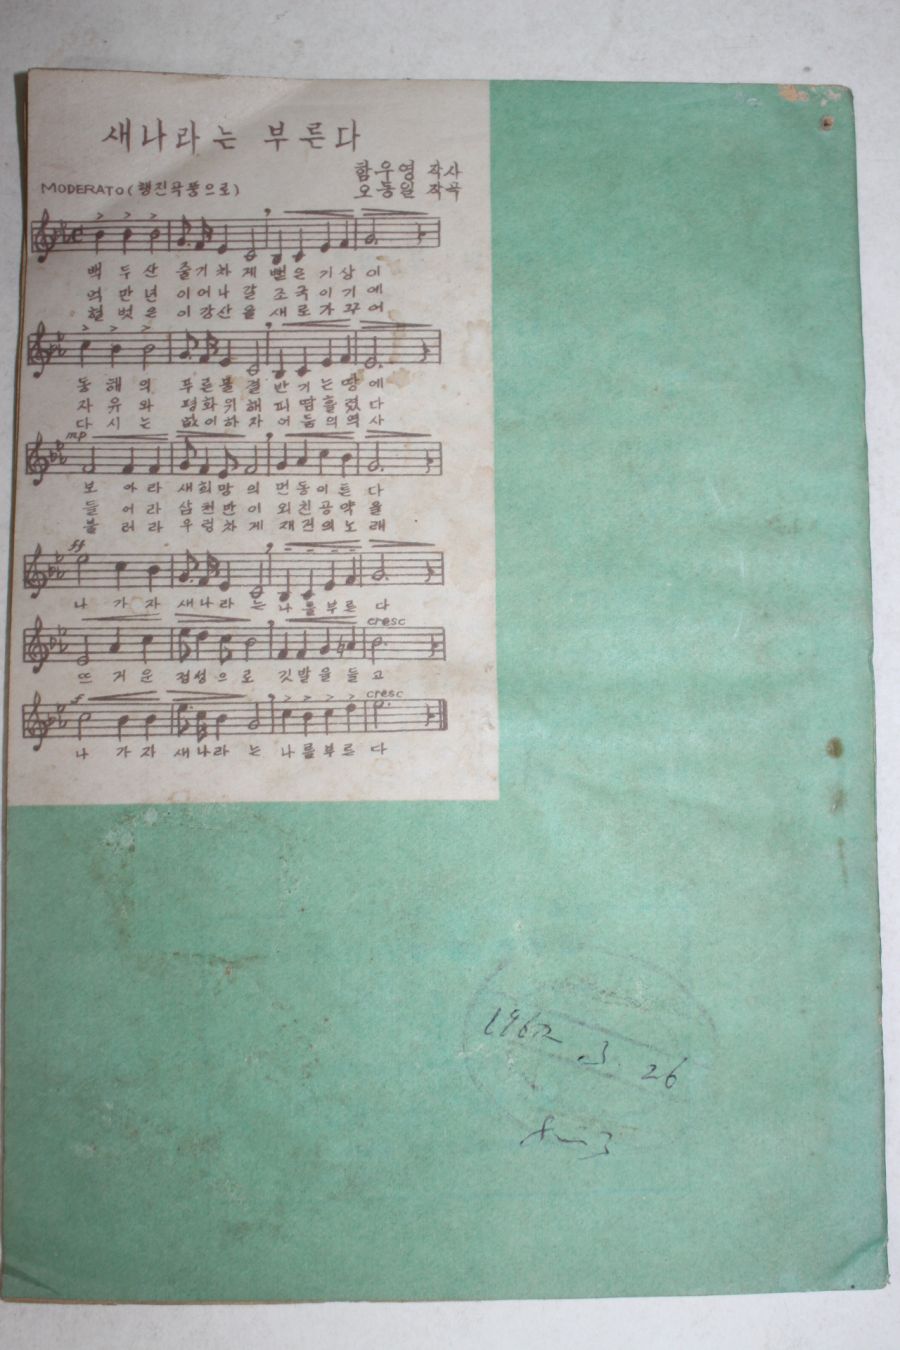 새나라는 부른다
함우영 작사
MODERATO(행진곡풍으로) 오동일 작곡
백두산 줄기차게 뻗은 기상이
억만년 이어나갈 조국이기에
헐벗은 이강산을 새로가꾸어
동해의 푸른물결 반기는땅에
자유와 평화위해 피땀흘렸다
다시는 없이하자 어둠의역사
mp
보아라 새희망의 먼동이튼다
들어라 삼천만이 외친공약을
불러라 우렁차게 재건의노래
ff
나가자 새나라는 나를부른다
cresc
뜨거운 정성으로 깃발을들고
f cresc
나가자 새나라는 나를부른다
1962. 3. 26